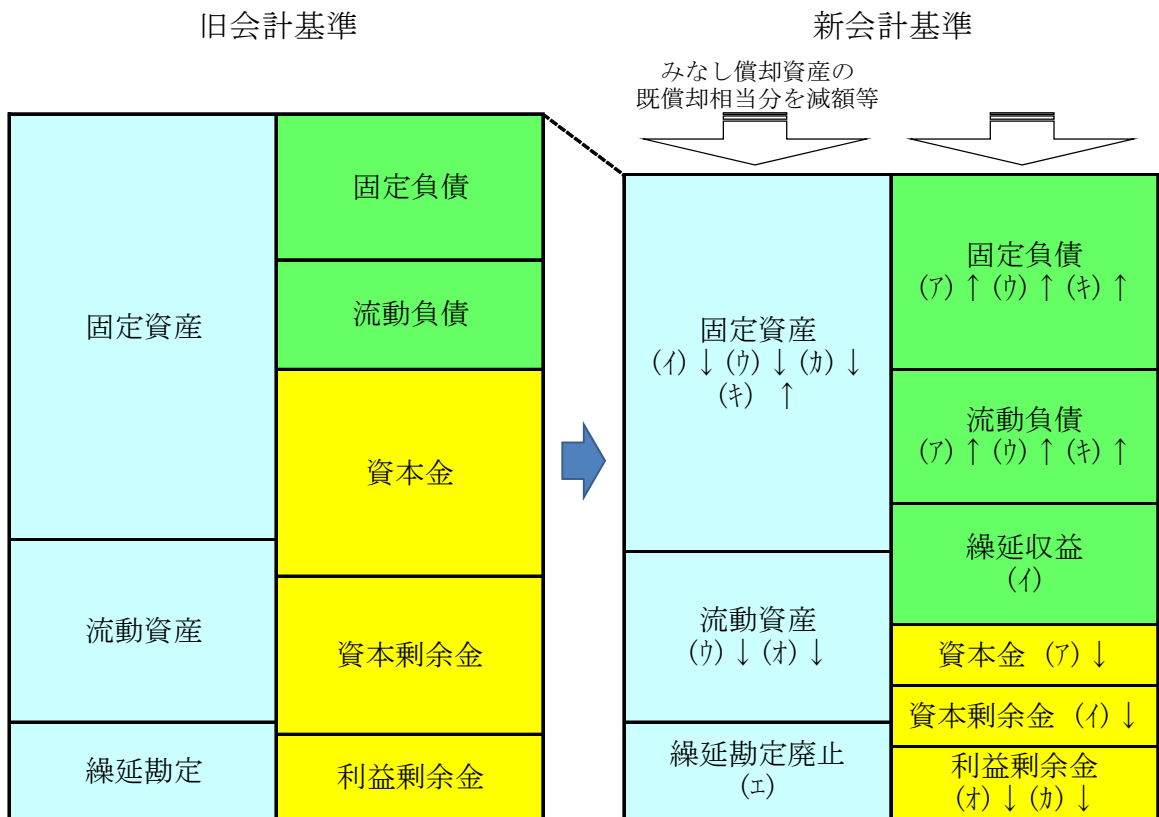 旧会計基準
新会計基準
みなし償却資産の
既償却相当分を減額等
固定資産
流動資産
繰延勘定
固定負債
流動負債
資本金
資本剰余金
利益剰余金
固定資産
(ｲ) ↓ (ｳ) ↓ (ｶ) ↓
(ｷ) ↑
流動資産
(ｳ) ↓ (ｵ) ↓
繰延勘定廃止
(ｴ)
固定負債
(ｱ) ↑ (ｳ) ↑ (ｷ) ↑
流動負債
(ｱ) ↑ (ｳ) ↑ (ｷ) ↑
繰延収益
(ｲ)
資本金 (ｱ) ↓
資本剰余金 (ｲ) ↓
利益剰余金
(ｵ) ↓ (ｶ) ↓